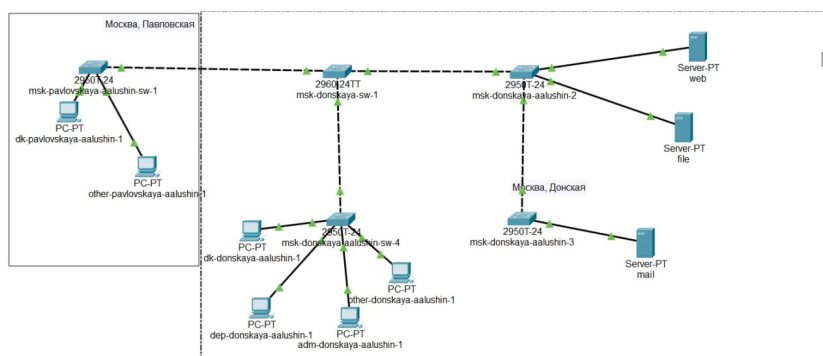 Москва, Павловская
2950T-24
msk-pavlovskaya-aalushin-sw-1
PC-PT
dk-pavlovskaya-aalushin-1
PC-PT
other-pavlovskaya-aalushin-1
2960-24TT
msk-donskaya-sw-1
2950T-24
msk-donskaya-aalushin-2
Server-PT
web
Server-PT
file
Москва, Донская
2950T-24
msk-donskaya-aalushin-3
Server-PT
mail
2950T-24
msk-donskaya-aalushin-sw-4
PC-PT
dk-donskaya-aalushin-1
PC-PT
other-donskaya-aalushin-1
PC-PT
dep-donskaya-aalushin-1
PC-PT
adm-donskaya-aalushin-1